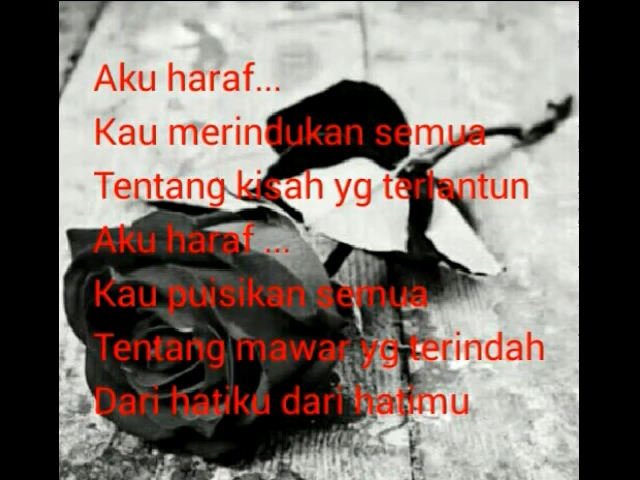 Aku haraf...
Kau merindukan semua
Tentang kisah yg terlantun
Aku haraf ...
Kau puisikan semua
Tentang mawar yg terindah
Dari hatiku dari hatimu